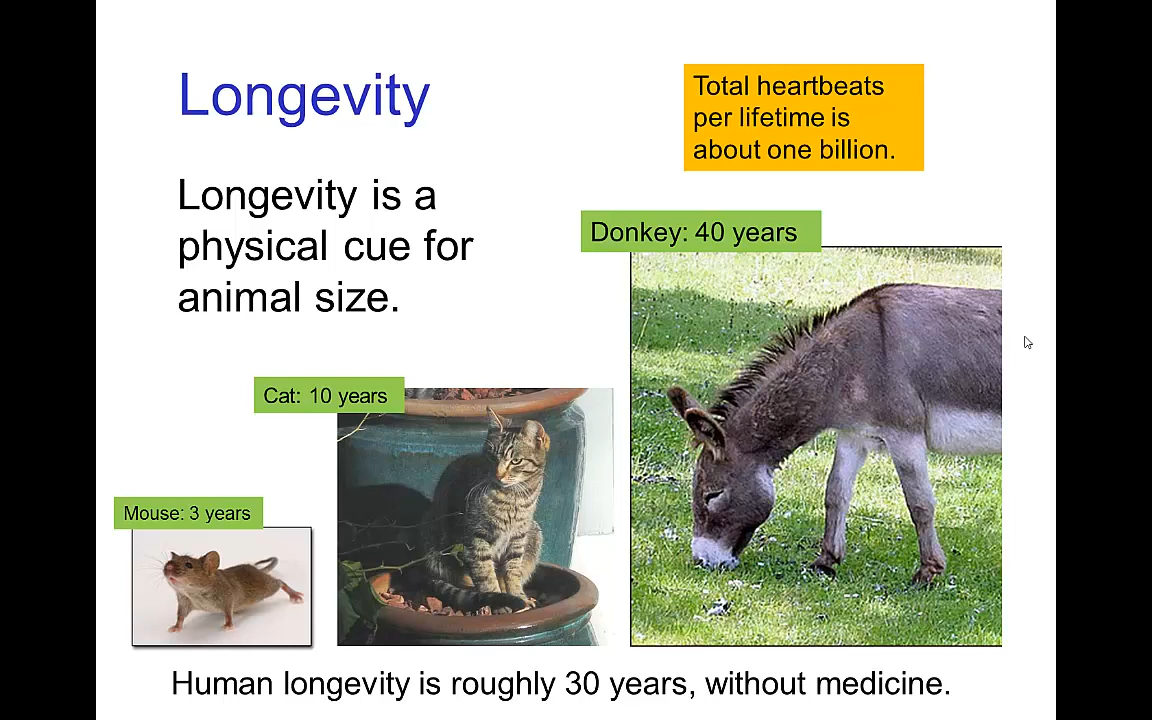 Longevity
Total heartbeats
per lifetime is
about one billion.
Longevity is a
physical cue for
animal size.
Donkey: 40 years
Cat: 10 years
Mouse: 3 years
Human longevity is roughly 30 years, without medicine.